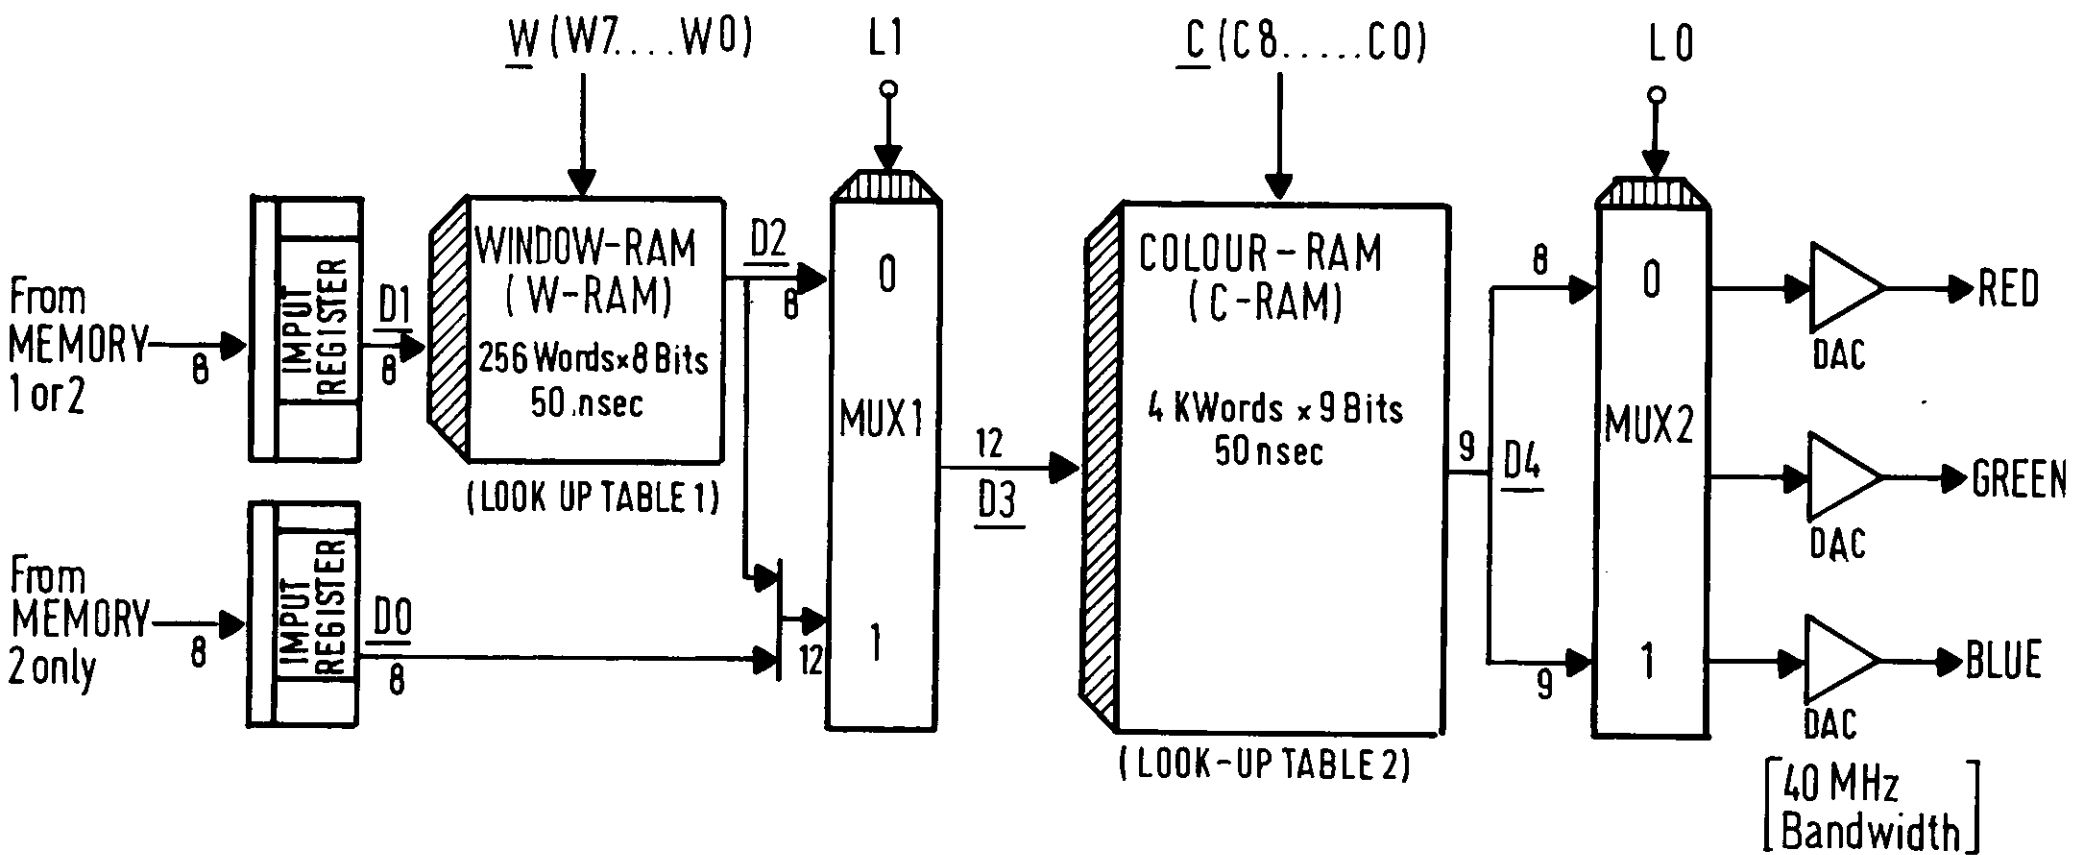 W (W7....W0)
L1
C (C8.....C0)
L0
From
MEMORY
1 or 2
8
IMPUT
REGISTER
D1
8
WINDOW-RAM
(W-RAM)
256 Words×8 Bits
50.nsec
(LOOK UP TABLE 1)
D2
8
0
MUX1
1
12
D3
COLOUR-RAM
(C-RAM)
4 KWords × 9 Bits
50nsec
(LOOK-UP TABLE 2)
9
D4
8
9
0
MUX2
1
DAC
RED
DAC
GREEN
DAC
BLUE
[40 MHz
Bandwidth]
From
MEMORY
2 only
8
IMPUT
REGISTER
D0
8
12